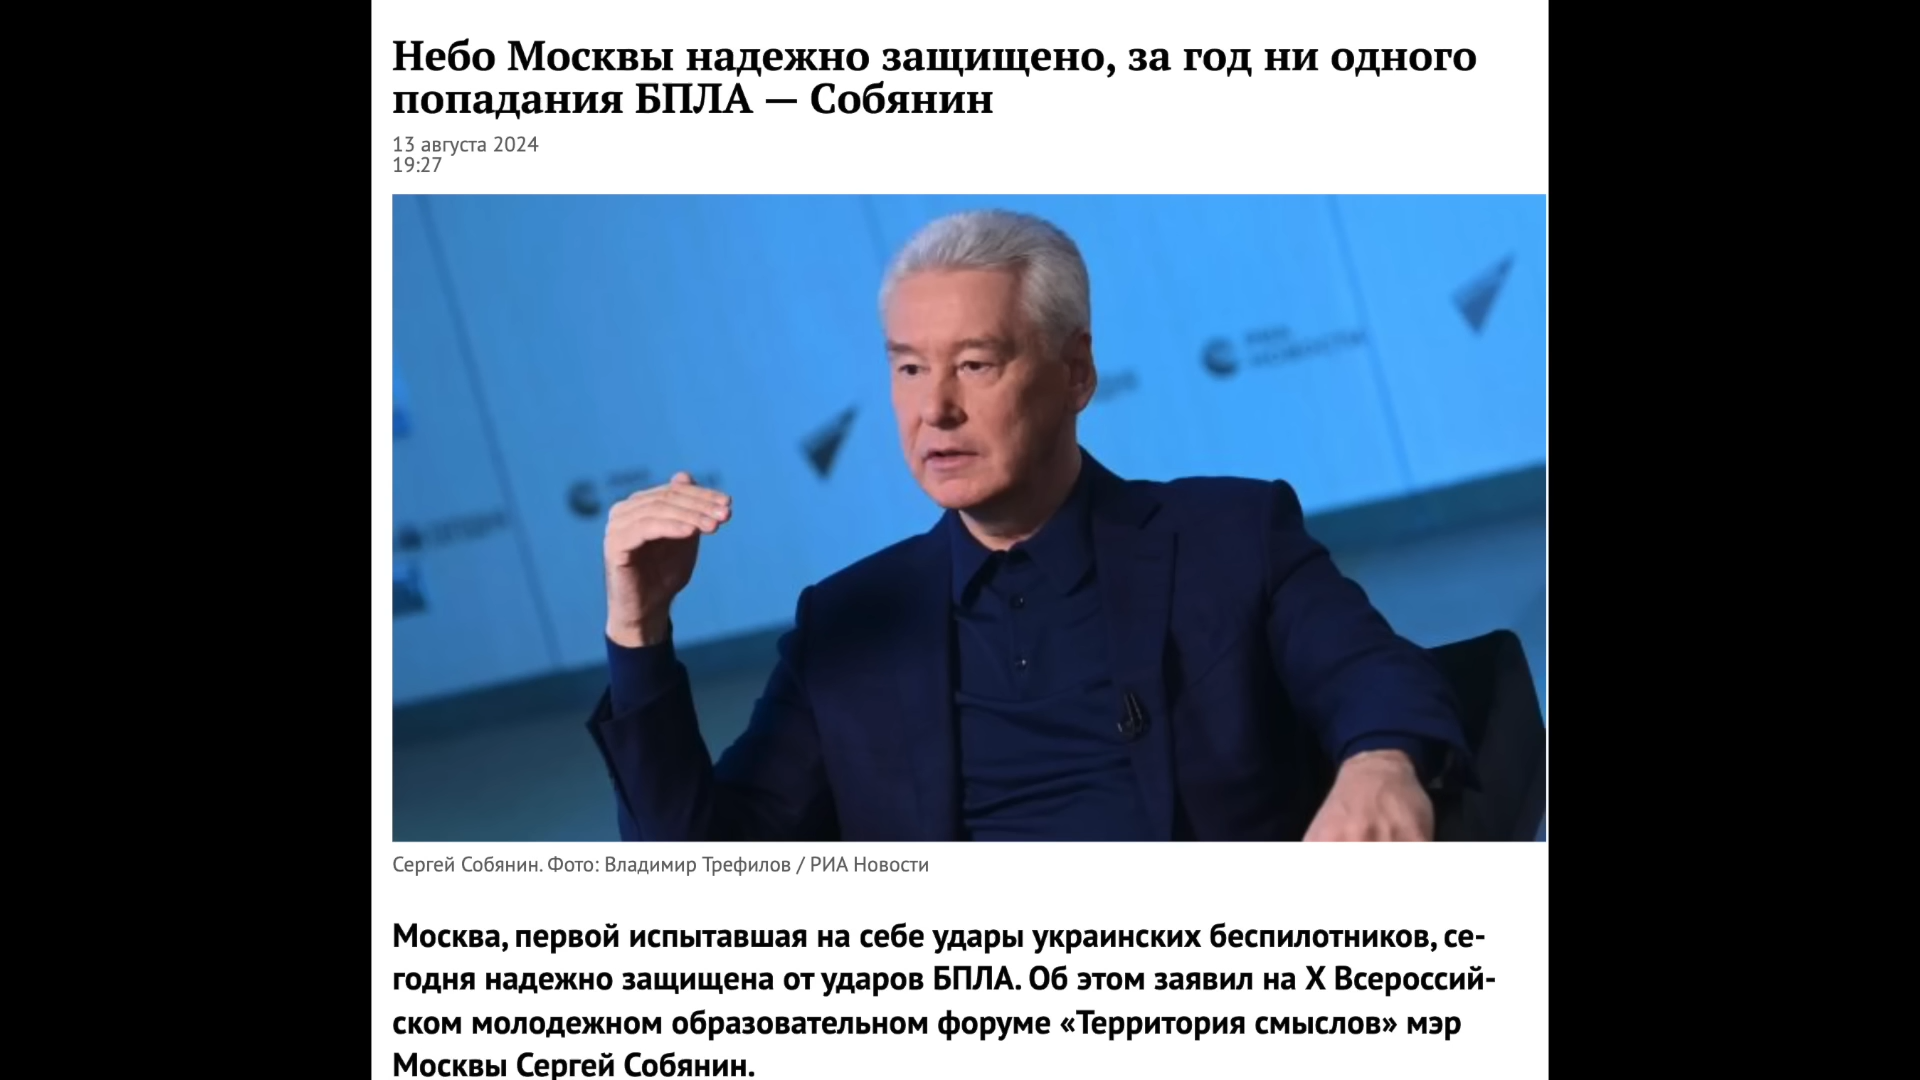 Небо Москвы надежно защищено, за год ни одного
попадания БПЛА — Собянин
13 августа 2024
19:27
НОВОСТИ
Сергей Собянин. Фото: Владимир Трефилов / РИА Новости
Москва, первой испытавшая на себе удары украинских беспилотников, се-
годня надежно защищена от ударов БПЛА. Об этом заявил на X Всероссий-
ском молодежном образовательном форуме «Территория смыслов» мэр
Москвы Сергей Собянин.